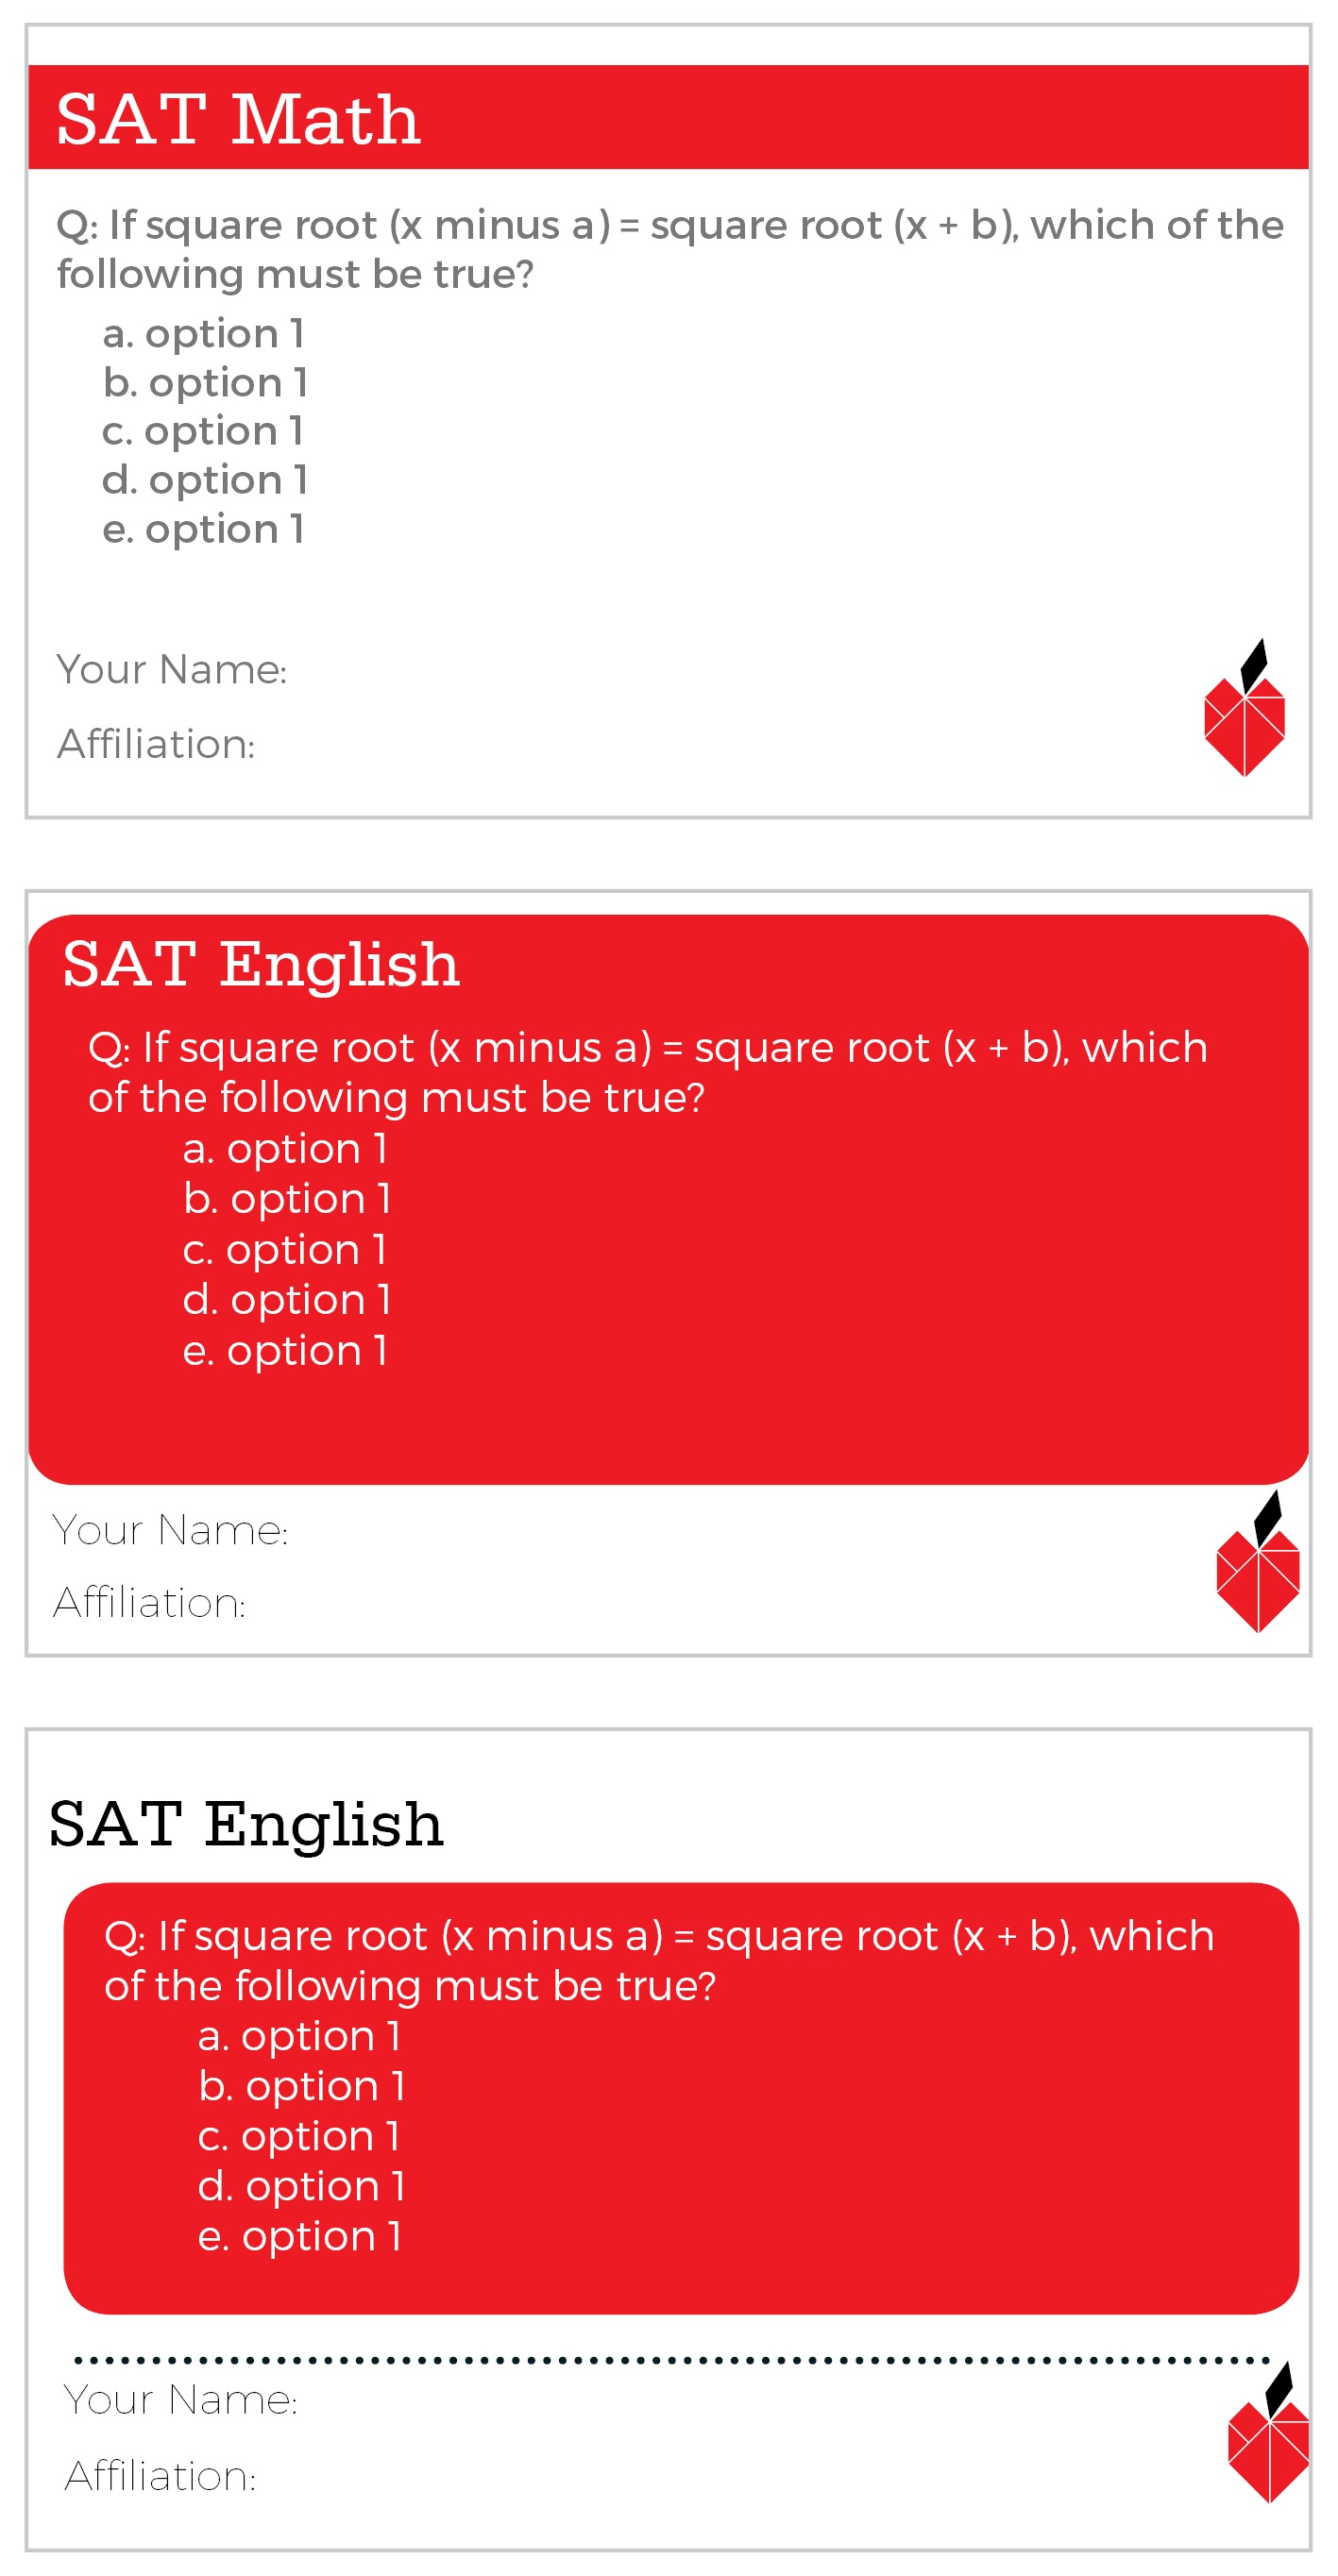 SAT Math
Q: If square root (x minus a) = square root (x + b), which of the
following must be true?
a. option 1
b. option 1
c. option 1
d. option 1
e. option 1
Your Name:
Affiliation:
SAT English
Q: If square root (x minus a) = square root (x + b), which
of the following must be true?
a. option 1
b. option 1
c. option 1
d. option 1
e. option 1
Your Name:
Affiliation:
SAT English
Q: If square root (x minus a) = square root (x + b), which
of the following must be true?
a. option 1
b. option 1
c. option 1
d. option 1
e. option 1
Your Name:
Affiliation: